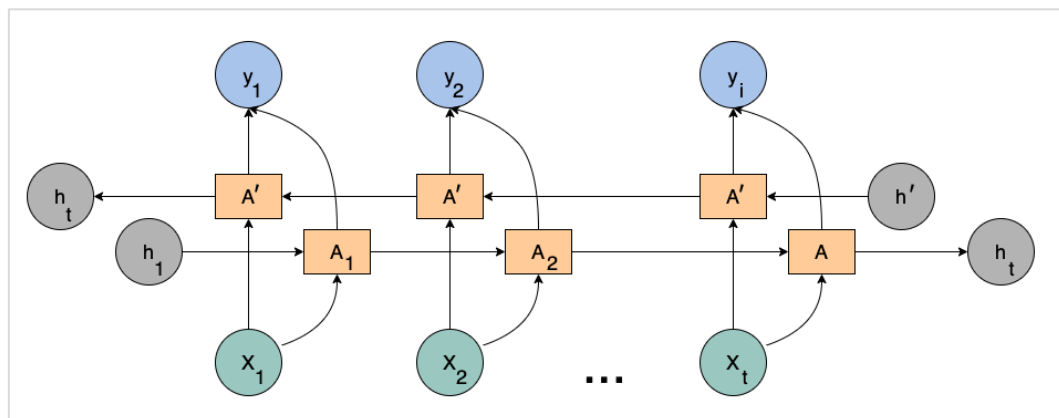 y1 y2 yi
ht A′ A′ A′ h′
h1 A1 A2 A ht
X1 X2 ... Xt